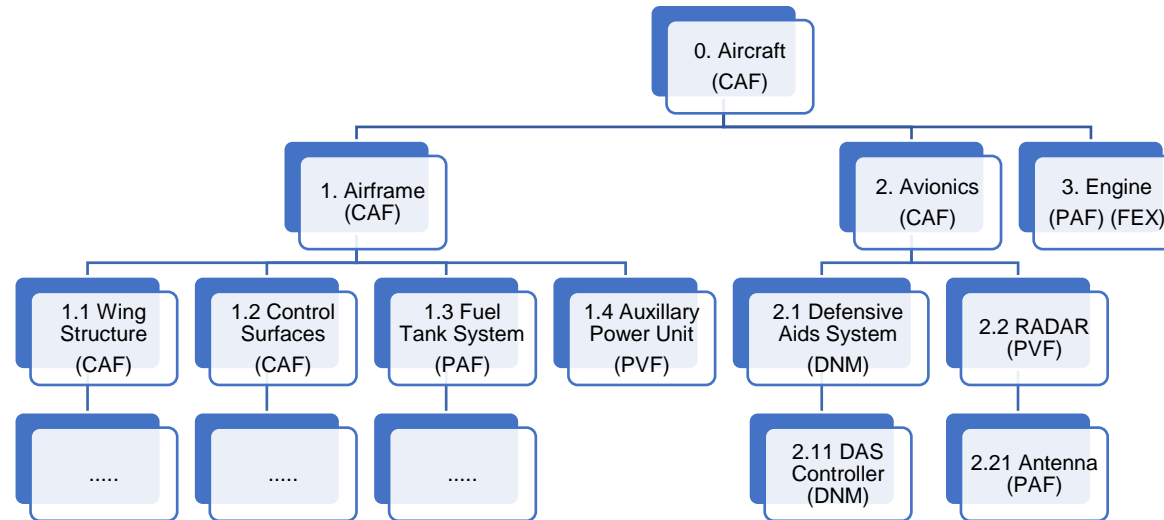 0. Aircraft
(CAF)
1. Airframe
(CAF)
2. Avionics
(CAF)
3. Engine
(PAF) (FEX)
1.1 Wing
Structure
(CAF)
1.2 Control
Surfaces
(CAF)
1.3 Fuel
Tank System
(PAF)
1.4 Auxillary
Power Unit
(PVF)
2.1 Defensive
Aids System
(DNM)
2.2 RADAR
(PVF)
.....
.....
.....
2.11 DAS
Controller
(DNM)
2.21 Antenna
(PAF)